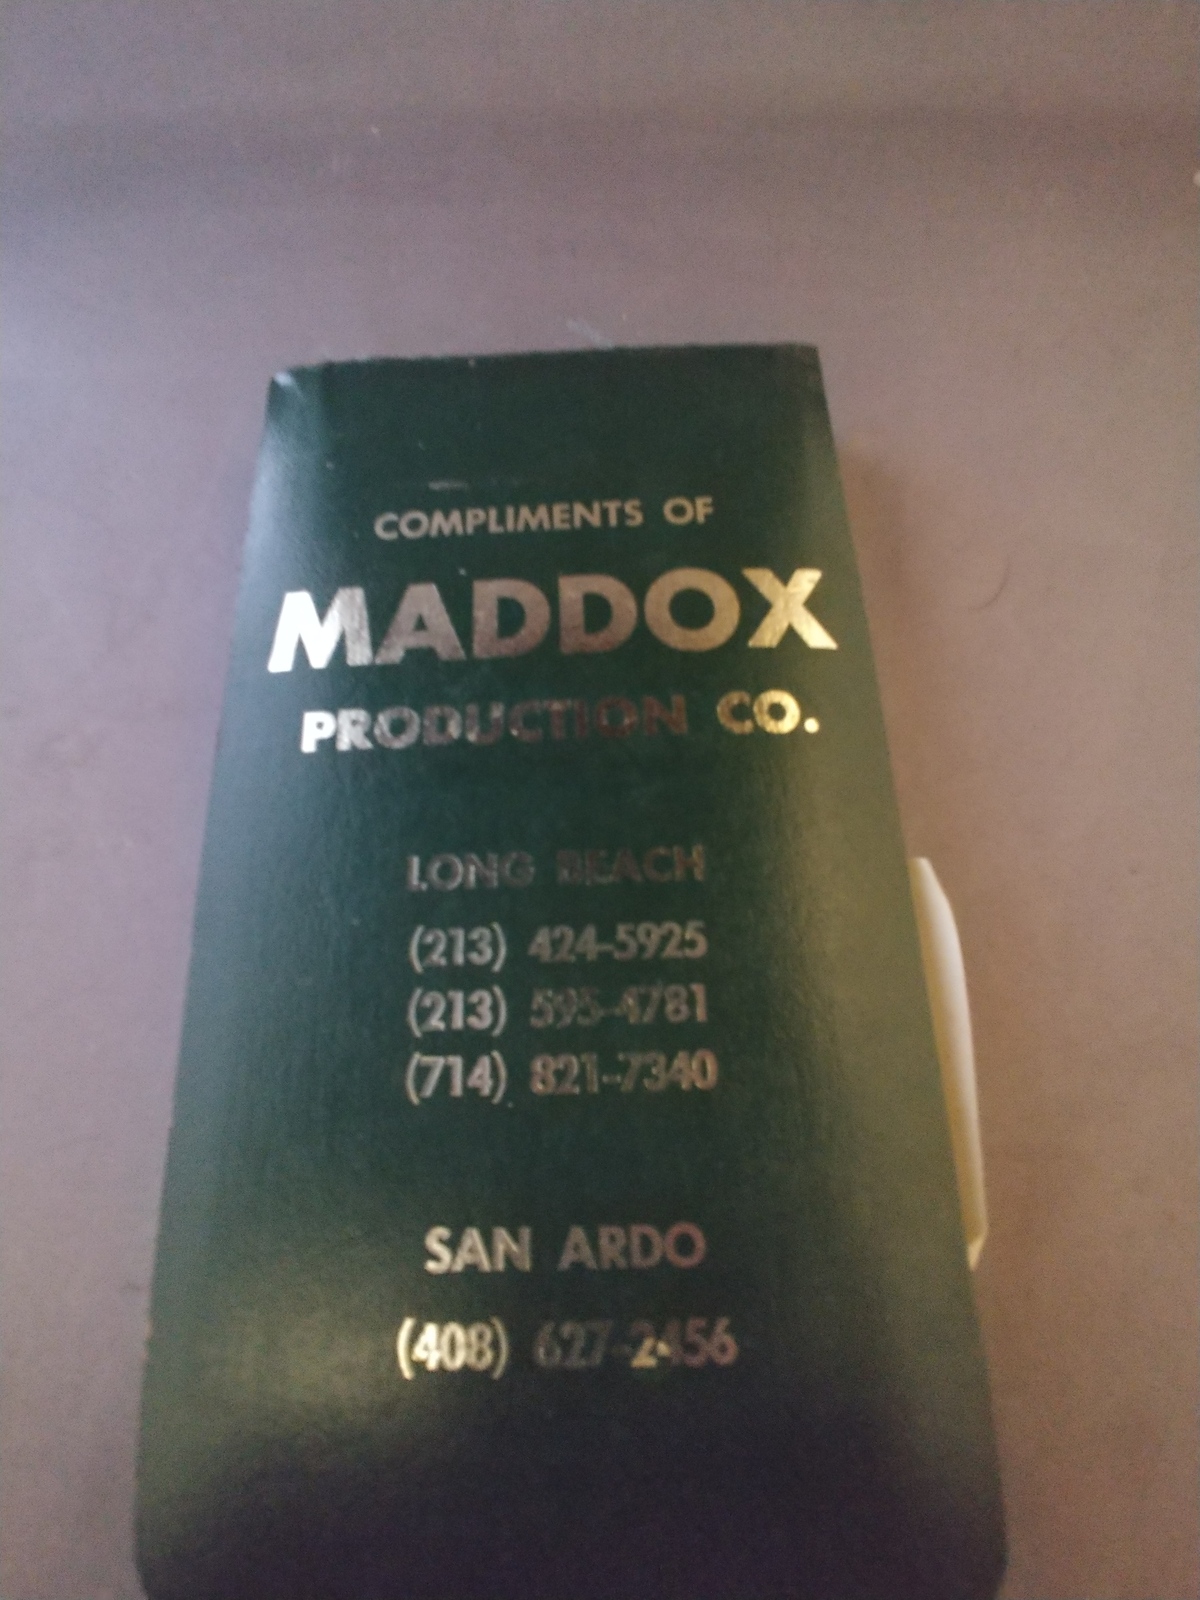 COMPLIMENTS OF
MADDOX
PRODUCTION CO.
LONG BEACH
(213) 424-5925
(213) 595-4781
(714) 821-7340
SAN ARDO
(408) 627-2456